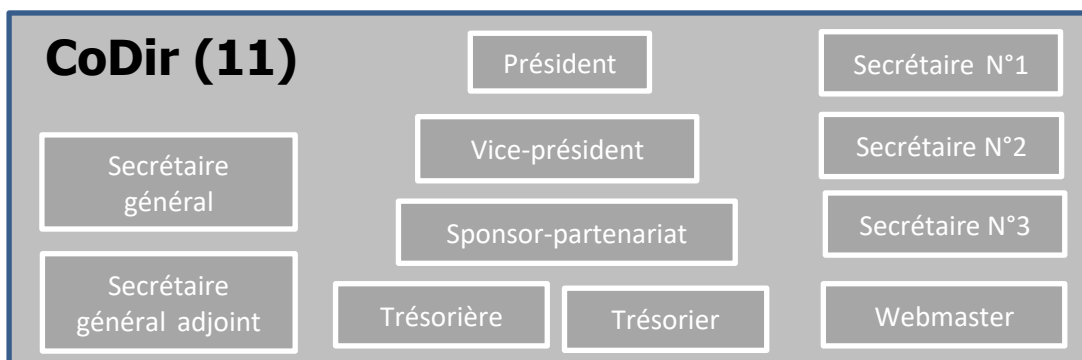 CoDir (11)
Président
Secrétaire N°1
Secrétaire
général
Vice-président
Secrétaire N°2
Sponsor-partenariat
Secrétaire N°3
Secrétaire
général adjoint
Trésorière
Trésorier
Webmaster